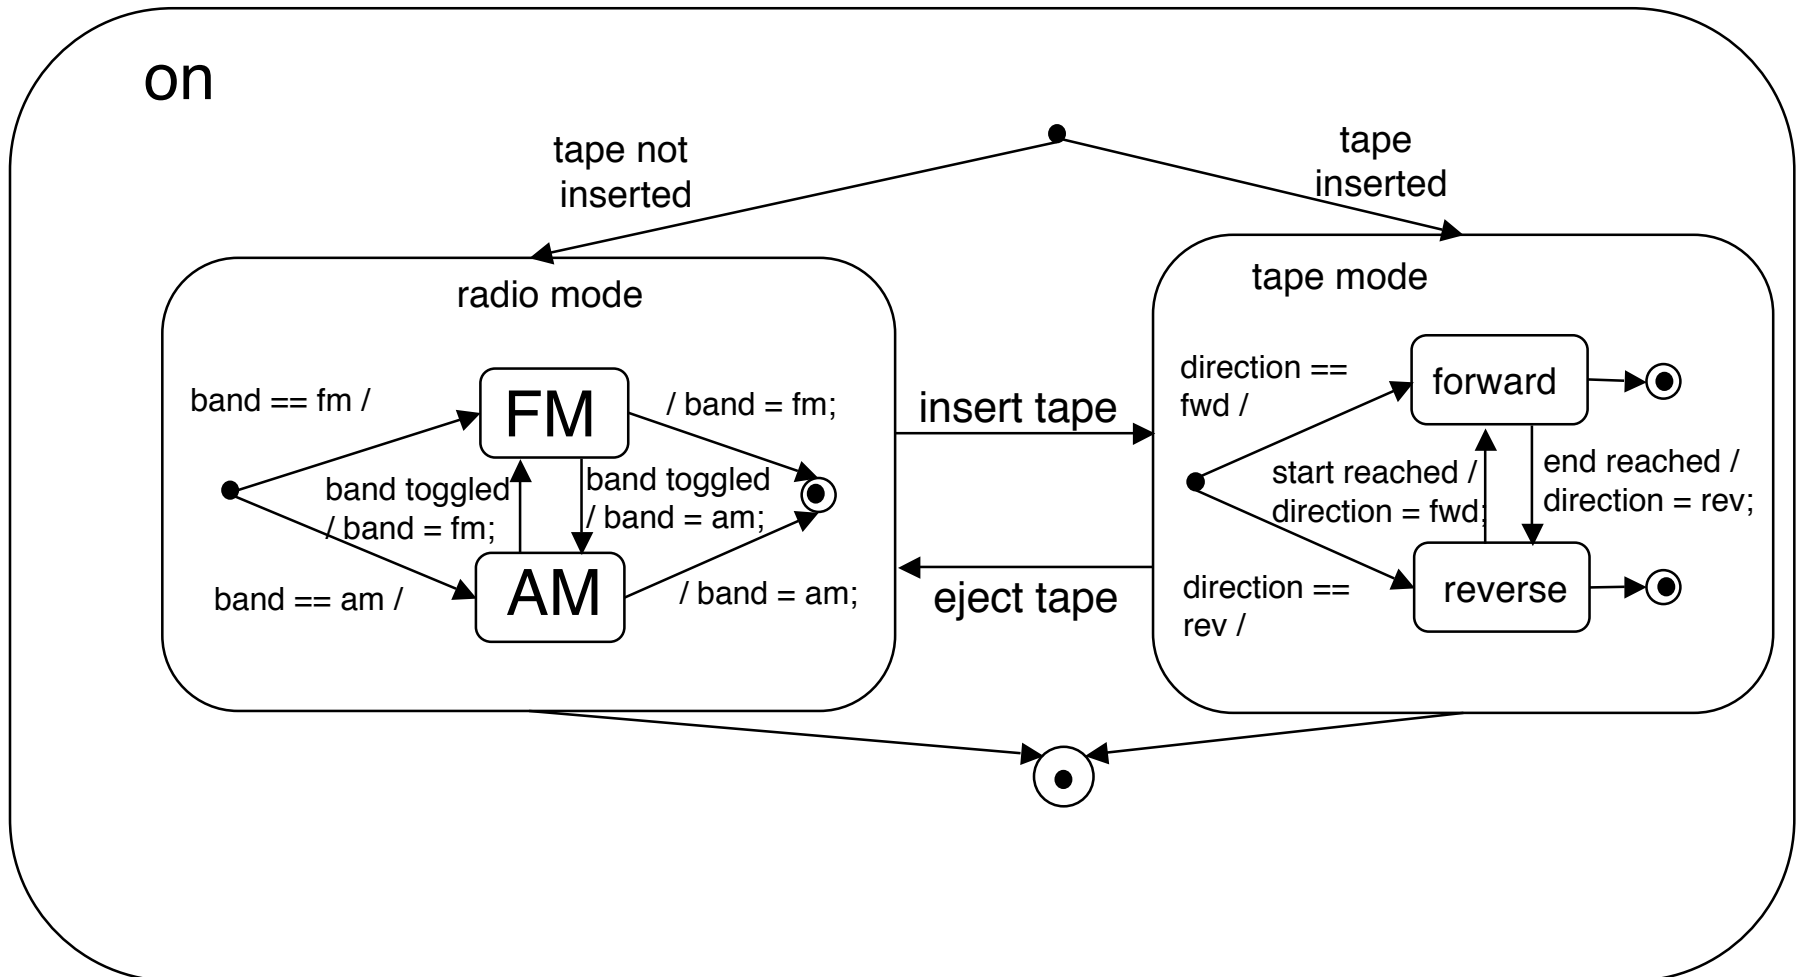 on
tape not
inserted
tape
inserted
radio mode
band == fm /
FM
/ band = fm;
band toggled
/ band = fm;
band toggled
/ band = am;
band == am /
AM
/ band = am;
insert tape
eject tape
tape mode
direction ==
fwd /
forward
start reached /
direction = fwd;
end reached /
direction = rev;
direction ==
rev /
reverse